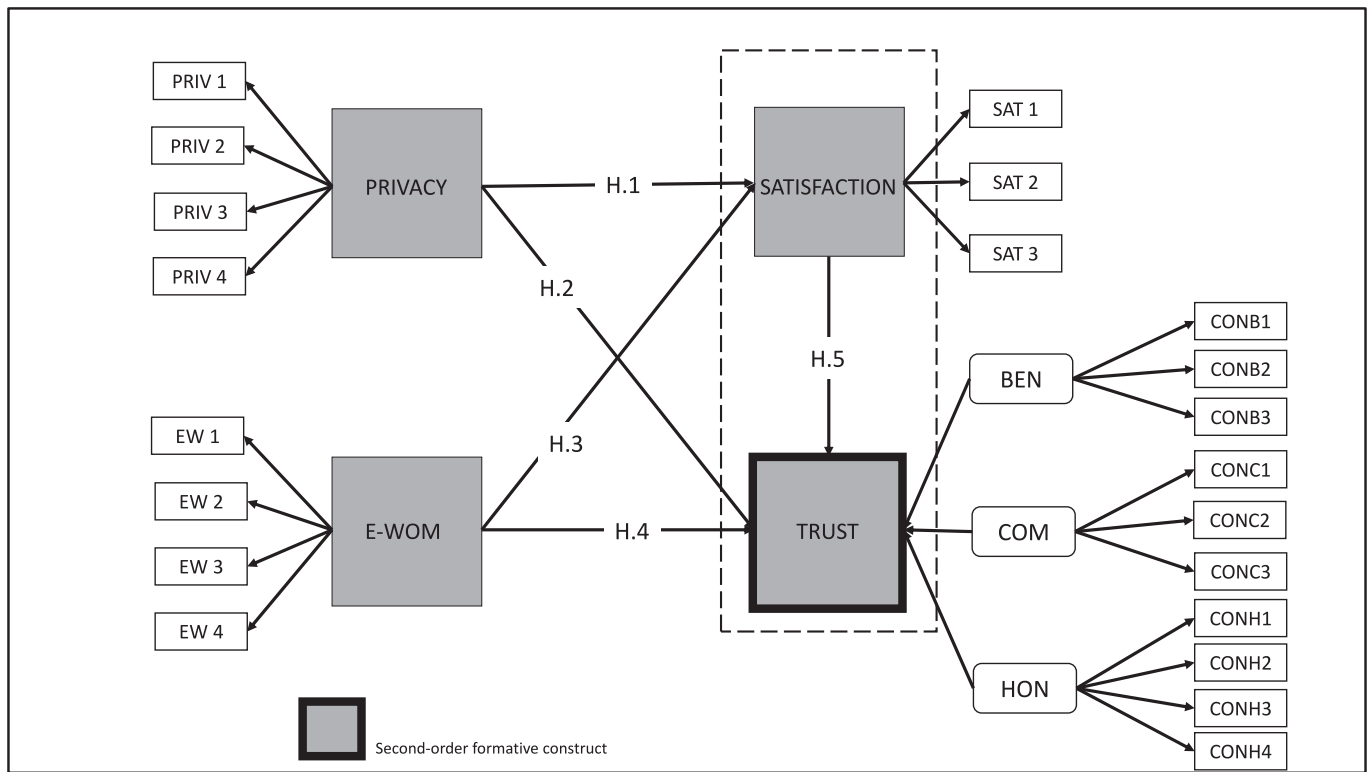 PRIV 1
PRIV 2
PRIV 3
PRIV 4
PRIVACY
H.1
H.2
SATISFACTION
SAT 1
SAT 2
SAT 3
H.5
H.3
H.4
EW 1
EW 2
EW 3
EW 4
E-WOM
TRUST
BEN
COM
HON
CONB1
CONB2
CONB3
CONC1
CONC2
CONC3
CONH1
CONH2
CONH3
CONH4
Second-order formative construct